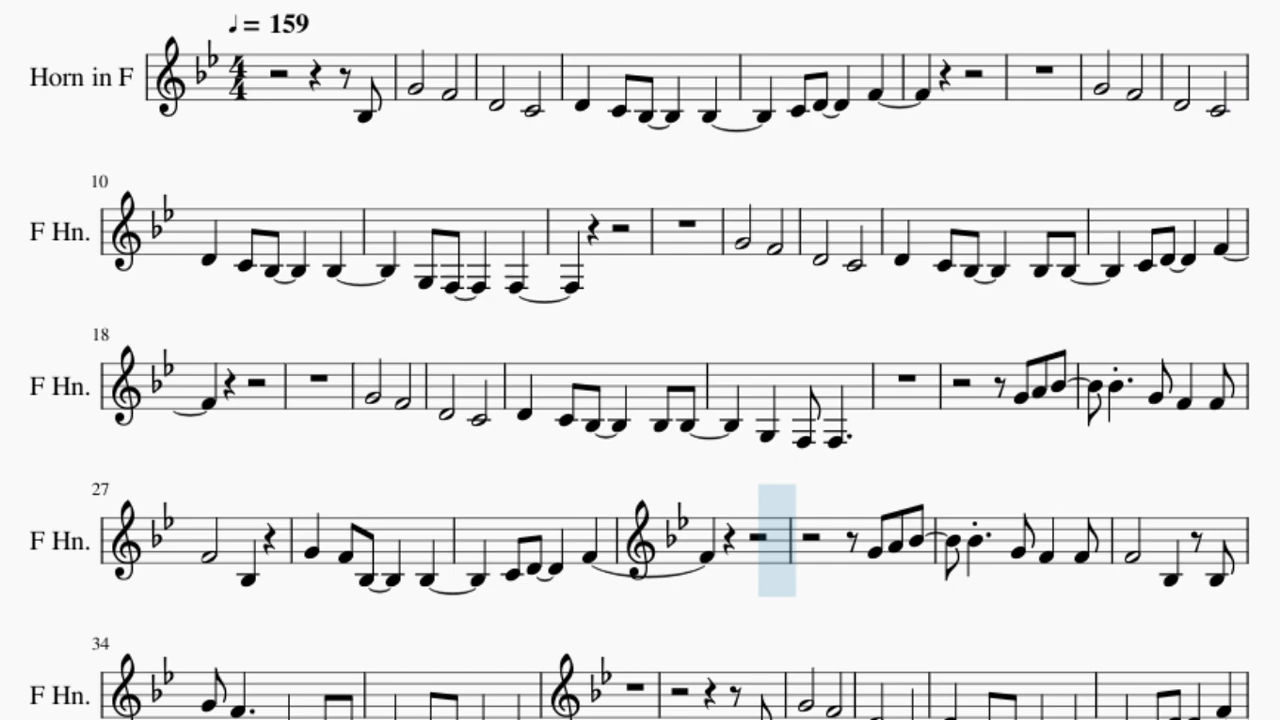 ♩ = 159
Horn in F
4
4
10
F Hn.
18
F Hn.
27
F Hn.
34
F Hn.